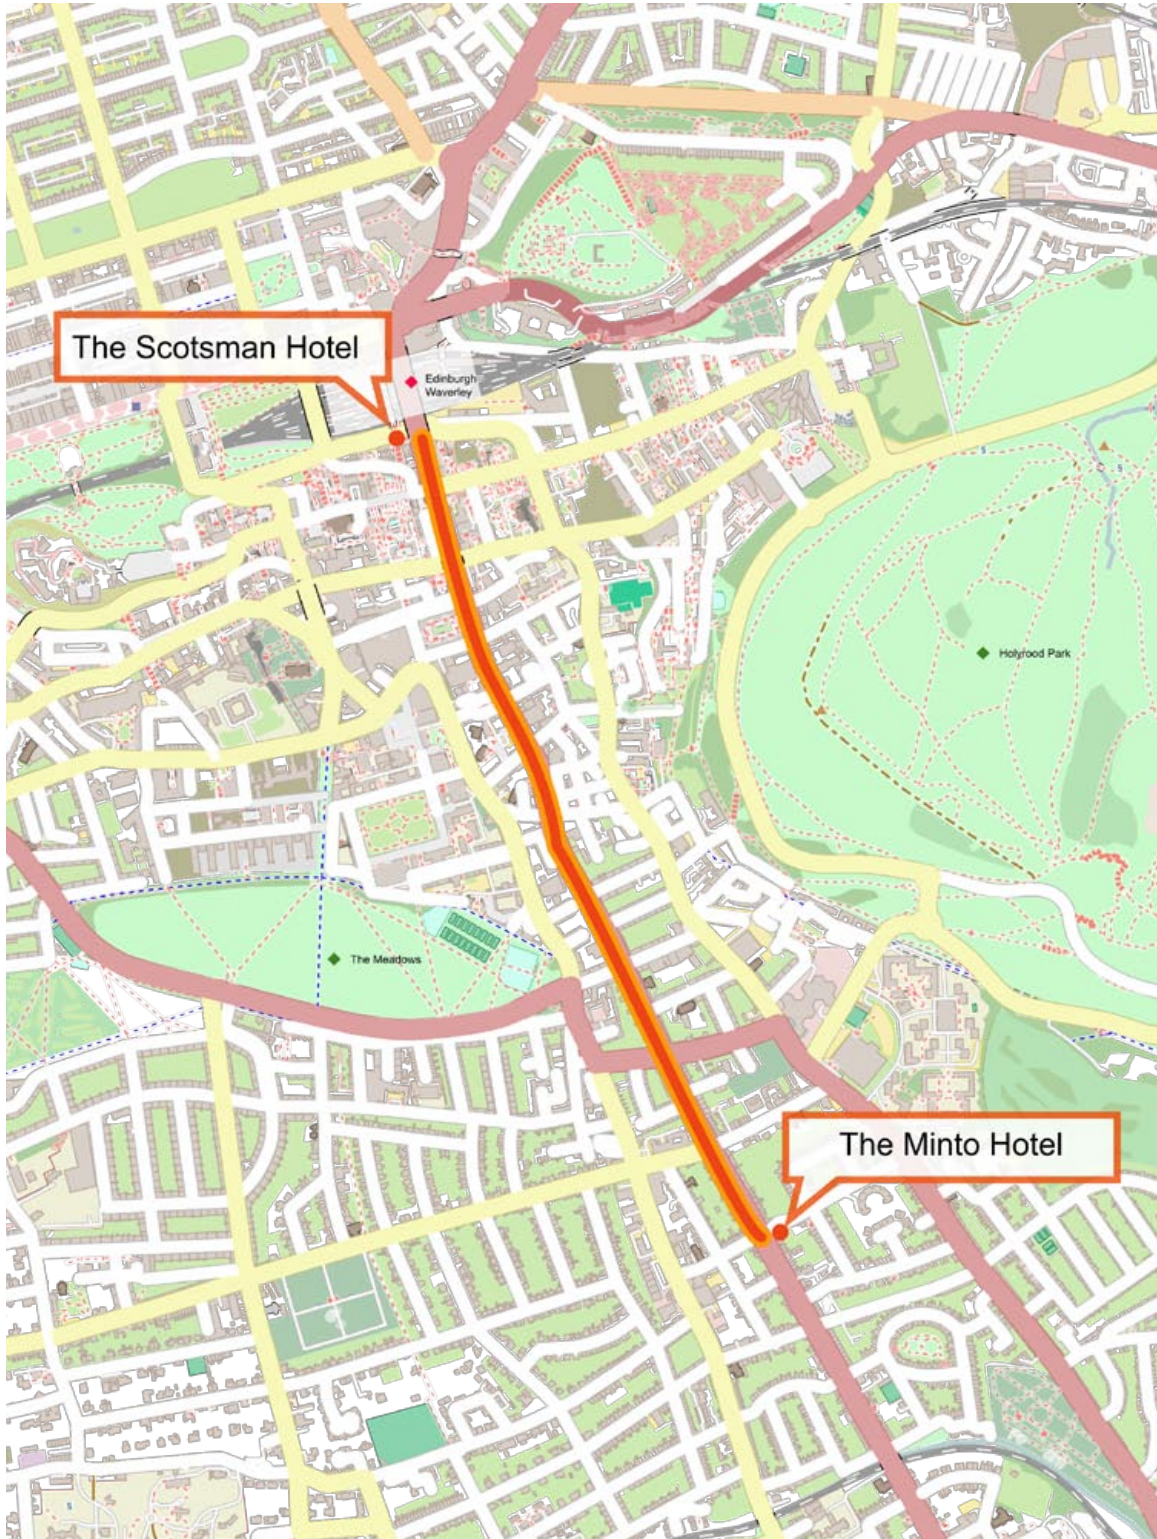 The Scotsman Hotel
Edinburgh
Waverley
Holyrood Park
The Meadows
The Minto Hotel